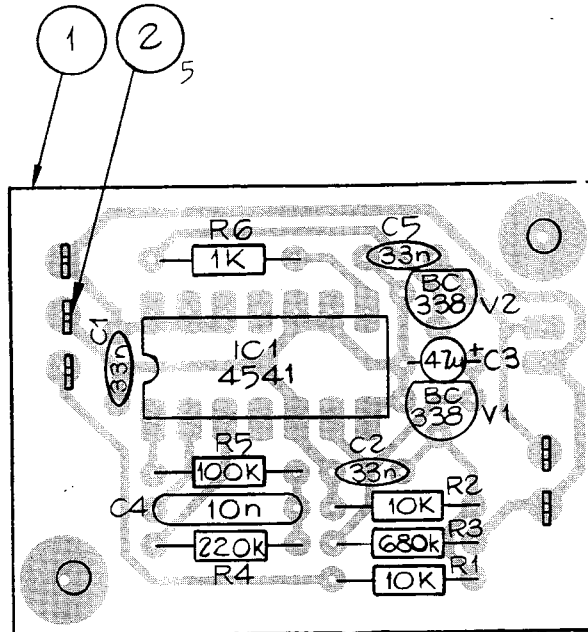 1
2
5
R6
1K
C5
33n
BC
338
V2
C1
33n
IC1
4541
47µ
±C3
BC
338
V1
R5
100K
C2
33n
C4
10n
R2
10K
220k
R4
R3
680k
R1
10K